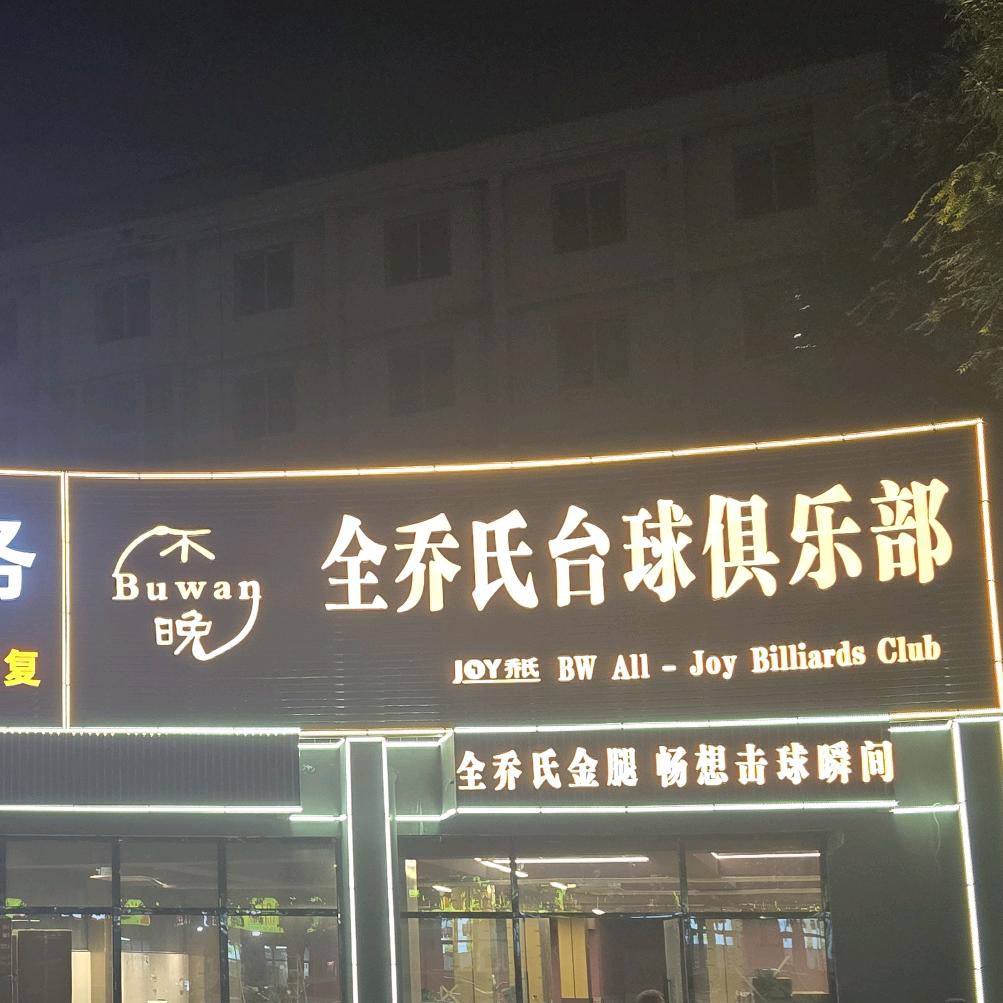 务
复
不
Buwan
晚
全乔氏台球俱乐部
JOY乔氏 BW All - Joy Billiards Club
全乔氏金腿 畅想击球瞬间